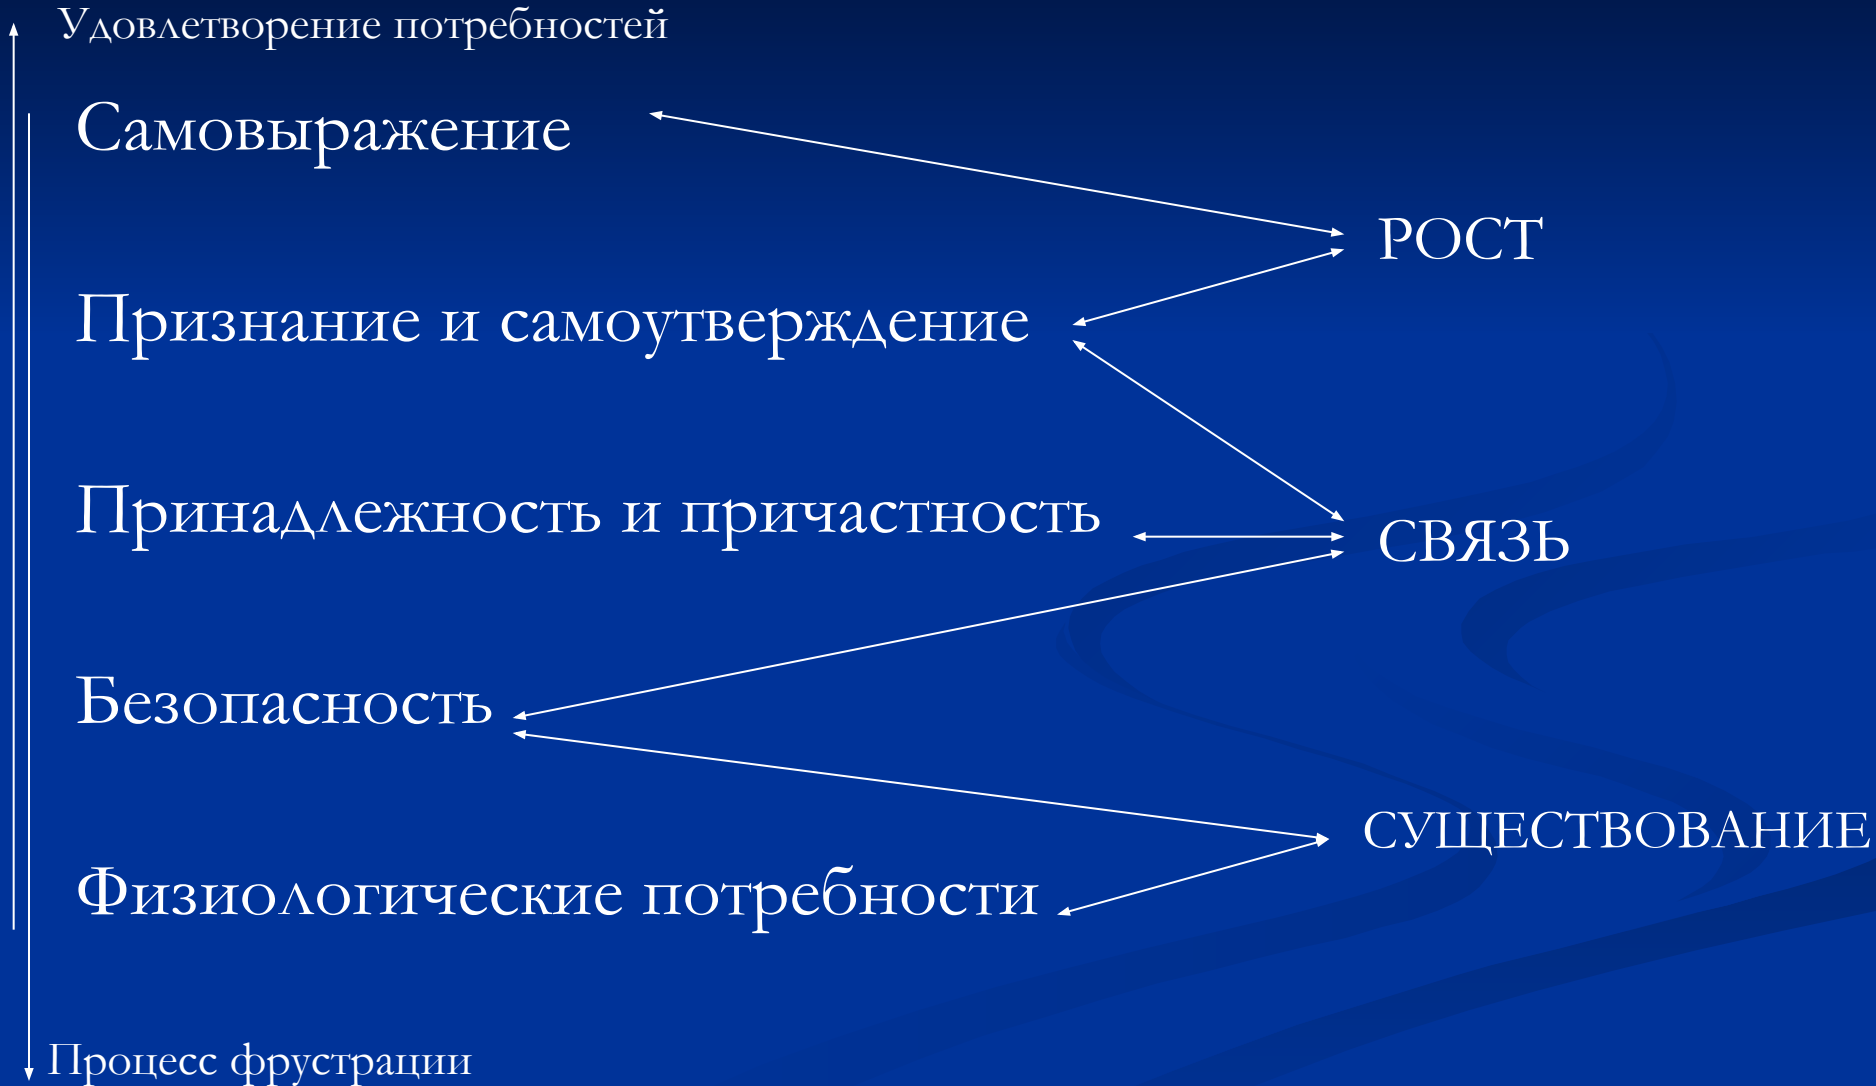 Удовлетворение потребностей
Самовыражение
РОСТ
Признание и самоутверждение
Принадлежность и причастность
СВЯЗЬ
Безопасность
СУЩЕСТВОВАНИЕ
Физиологические потребности
Процесс фрустрации